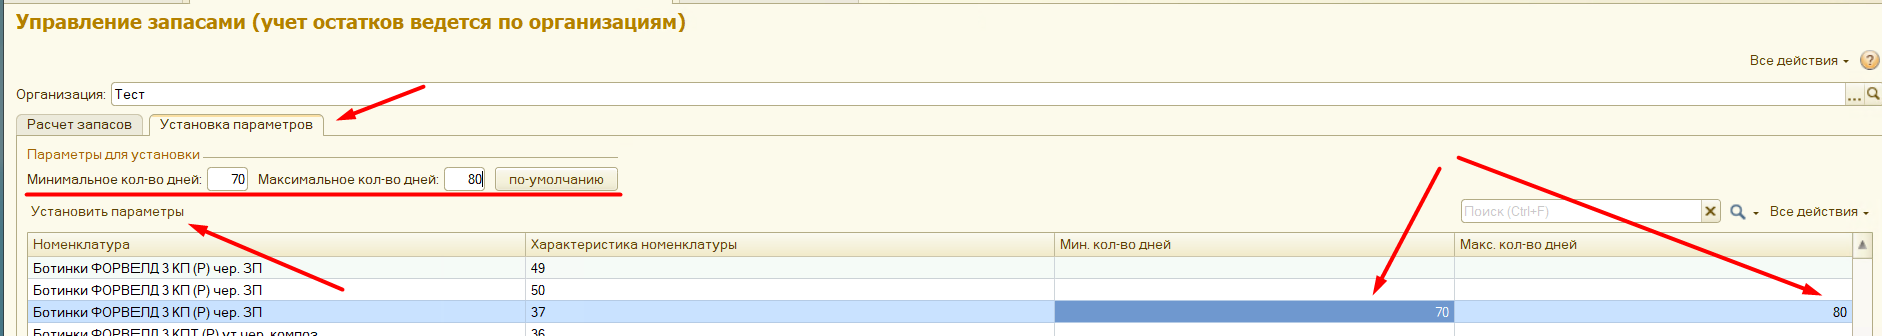 Управление запасами (учет остатков ведется по организациям)
Все действия
?
Организация: Тест ...
Расчет запасов Установка параметров
Параметры для установки
Минимальное кол-во дней: 70 Максимальное кол-во дней: 80 по-умолчанию
Установить параметры Поиск (Ctrl+F) Все действия
Номенклатура Характеристика номенклатуры Мин. кол-во дней Макс. кол-во дней
Ботинки ФОРВЕЛД 3 КП (Р) чер. ЗП 49
Ботинки ФОРВЕЛД 3 КП (Р) чер. ЗП 50
Ботинки ФОРВЕЛД 3 КП (Р) чер. ЗП 37 70 80
Ботинки ФОРВЕЛД 3 КПТ (Р) ут.чер. композ 36